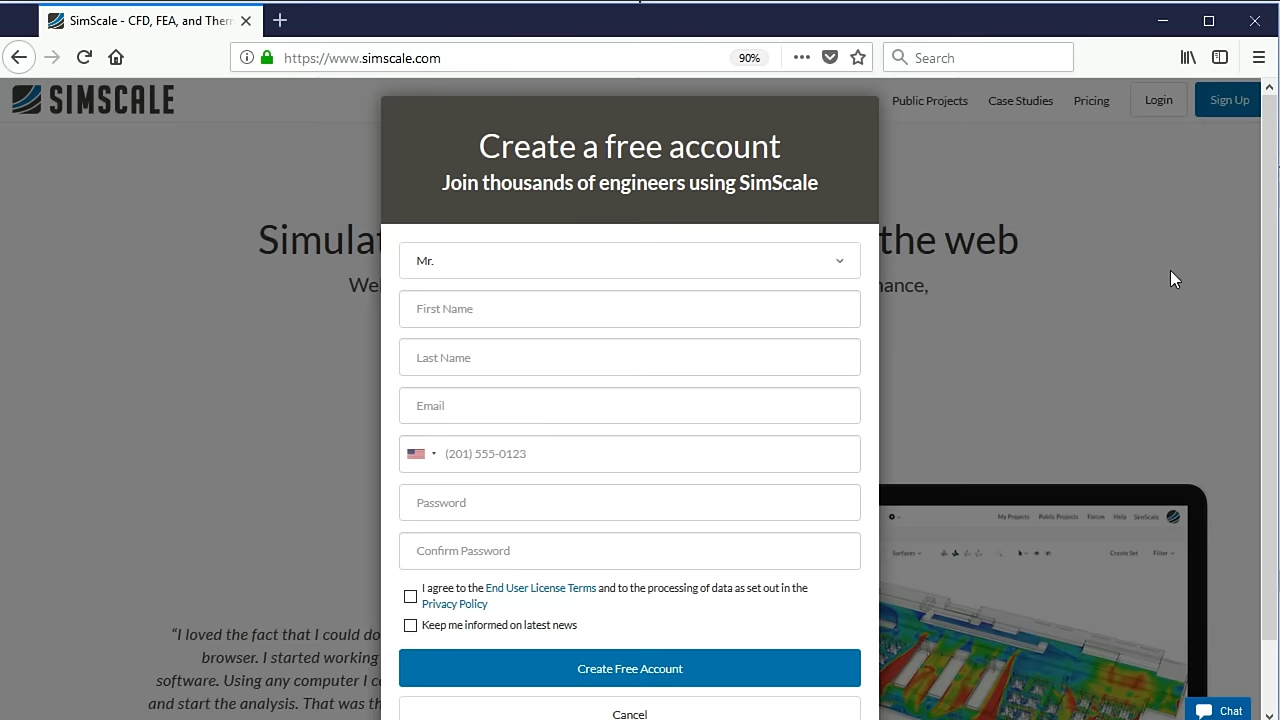 SimScale - CFD, FEA, and Therm
https://www.simscale.com
90%
Search
SIMSCALE
Public Projects
Case Studies
Pricing
Login
Sign Up
Create a free account
Join thousands of engineers using SimScale
Simulat
the web
Wel
nance,
Mr.
First Name
Last Name
Email
(201) 555-0123
Password
Confirm Password
I agree to the End User License Terms and to the processing of data as set out in the
Privacy Policy
Keep me informed on latest news
Create Free Account
Cancel
My Projects Public Projects Forum Help SimScale
Surfaces
Create Set
Filter
“I loved the fact that I could do
browser. I started working
software. Using any computer I c
and start the analysis. That was th
Chat